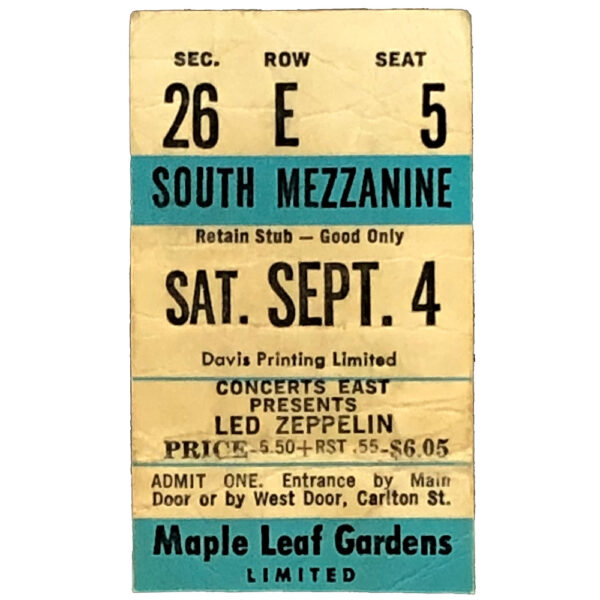 SEC. ROW SEAT
26 E 5
SOUTH MEZZANINE
Retain Stub — Good Only
SAT. SEPT. 4
Davis Printing Limited
CONCERTS EAST
PRESENTS
LED ZEPPELIN
PRICE-5.50+RST .55-$6.05
ADMIT ONE. Entrance by Main
Door or by West Door, Carlton St.
Maple Leaf Gardens
LIMITED